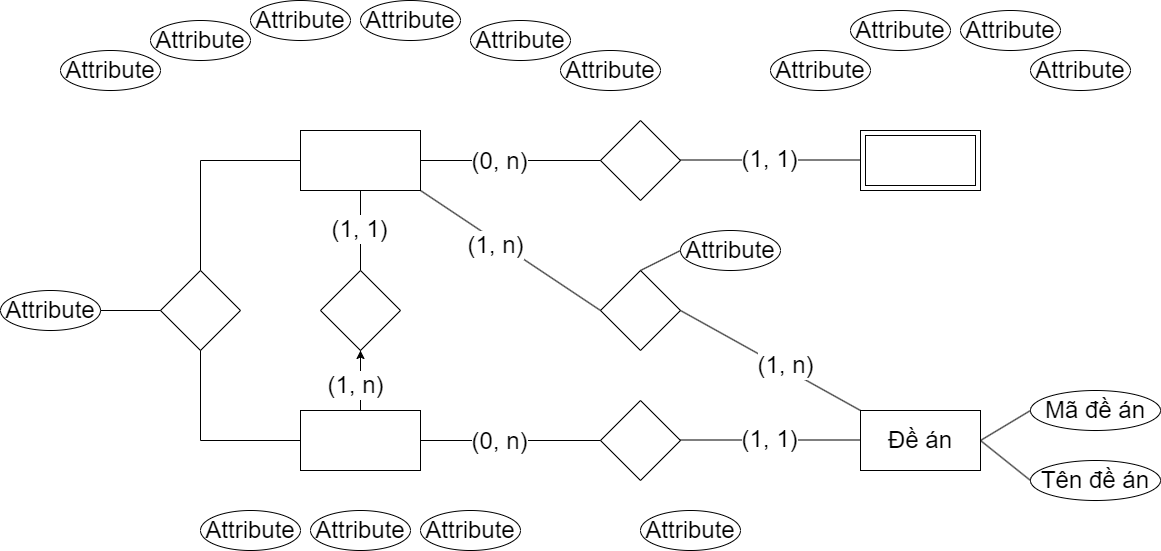 Attribute
Attribute
Attribute
Attribute
Attribute
Attribute
Attribute
Attribute
Attribute
Attribute
(0, n)
(1, 1)
(1, 1)
(1, n)
Attribute
Attribute
(1, n)
(1, n)
Mã đề án
(0, n)
(1, 1)
Đề án
Tên đề án
Attribute
Attribute
Attribute
Attribute